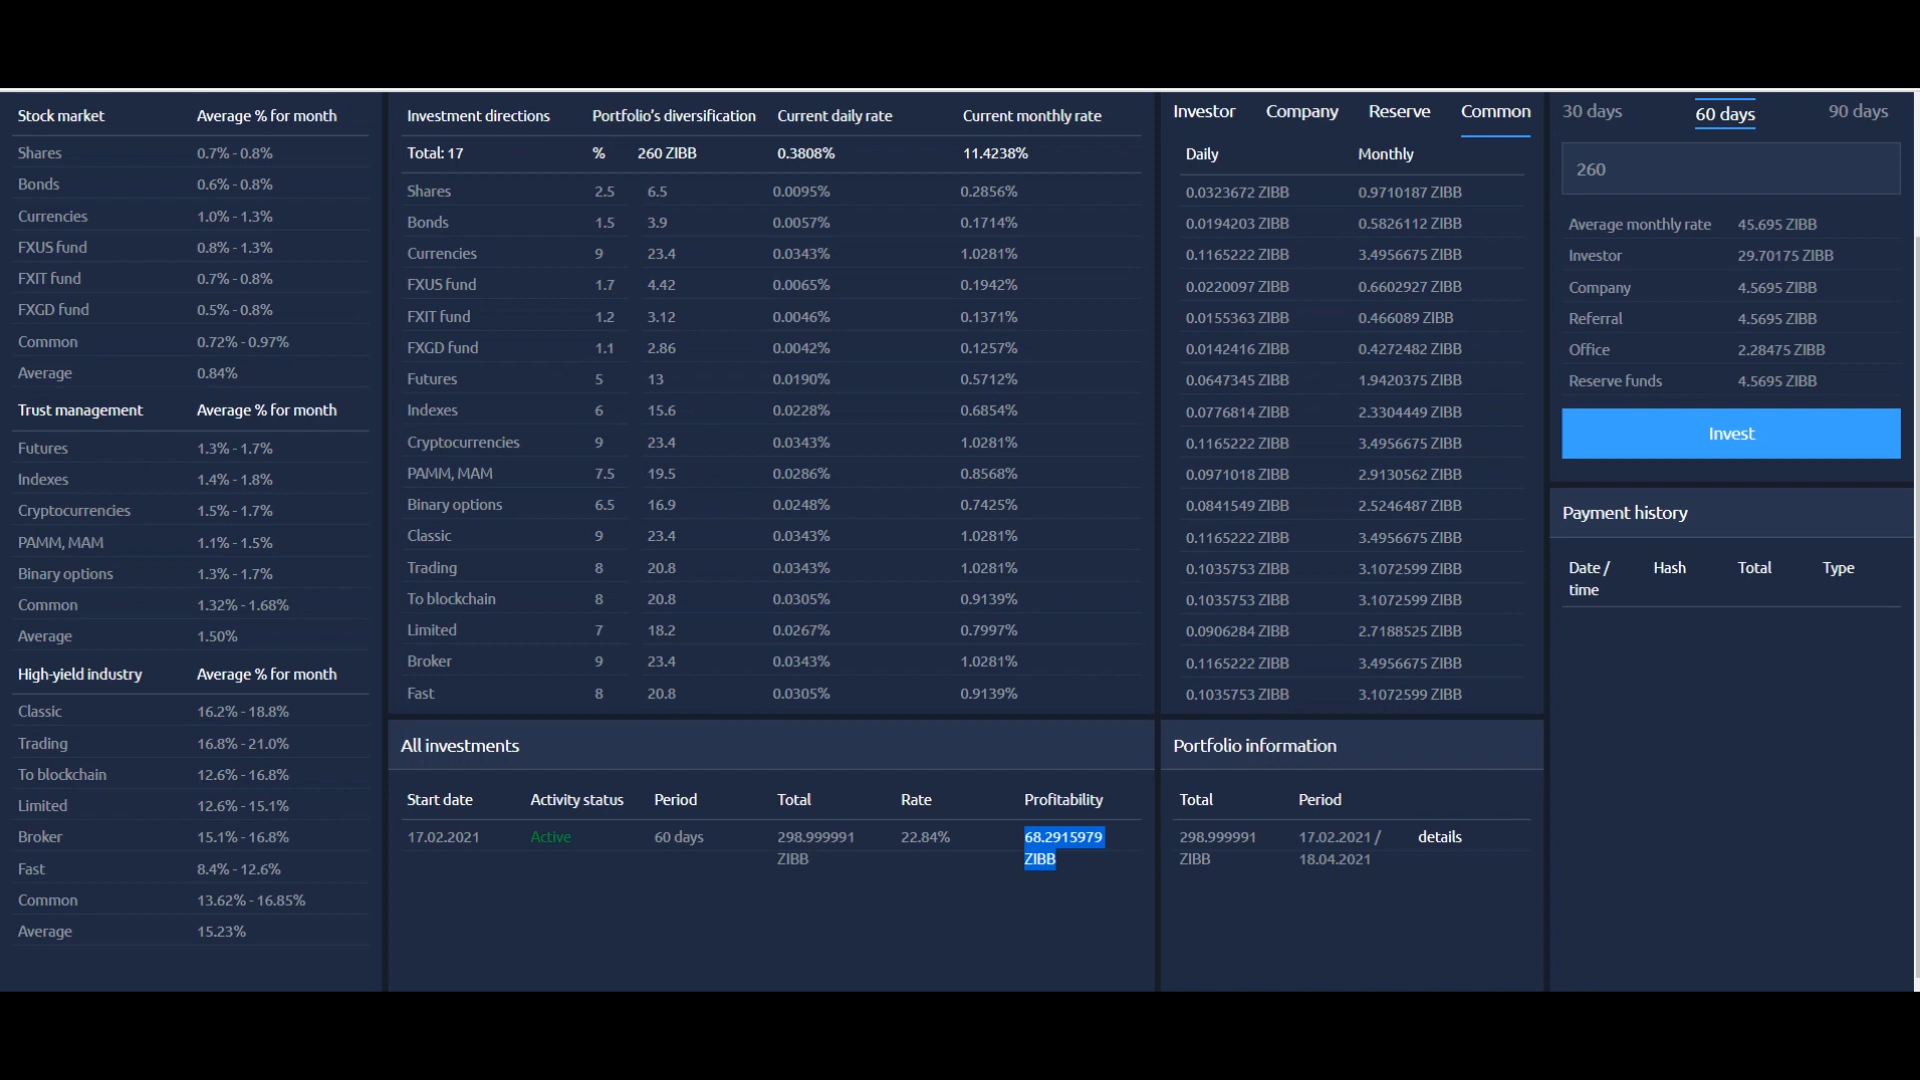 Stock market Average % for month
Shares 0.7% - 0.8%
Bonds 0.6% - 0.8%
Currencies 1.0% - 1.3%
FXUS fund 0.8% - 1.3%
FXIT fund 0.7% - 0.8%
FXGD fund 0.5% - 0.8%
Common 0.72% - 0.97%
Average 0.84%
Trust management Average % for month
Futures 1.3% - 1.7%
Indexes 1.4% - 1.8%
Cryptocurrencies 1.5% - 1.7%
PAMM, MAM 1.1% - 1.5%
Binary options 1.3% - 1.7%
Common 1.32% - 1.68%
Average 1.50%
High-yield industry Average % for month
Classic 16.2% - 18.8%
Trading 16.8% - 21.0%
To blockchain 12.6% - 16.8%
Limited 12.6% - 15.1%
Broker 15.1% - 16.8%
Fast 8.4% - 12.6%
Common 13.62% - 16.85%
Average 15.23%
Investment directions Portfolio's diversification Current daily rate Current monthly rate
Total: 17 % 260 ZIBB 0.3808% 11.4238%
Shares 2.5 6.5 0.0095% 0.2856%
Bonds 1.5 3.9 0.0057% 0.1714%
Currencies 9 23.4 0.0343% 1.0281%
FXUS fund 1.7 4.42 0.0065% 0.1942%
FXIT fund 1.2 3.12 0.0046% 0.1371%
FXGD fund 1.1 2.86 0.0042% 0.1257%
Futures 5 13 0.0190% 0.5712%
Indexes 6 15.6 0.0228% 0.6854%
Cryptocurrencies 9 23.4 0.0343% 1.0281%
PAMM, MAM 7.5 19.5 0.0286% 0.8568%
Binary options 6.5 16.9 0.0248% 0.7425%
Classic 9 23.4 0.0343% 1.0281%
Trading 8 20.8 0.0343% 1.0281%
To blockchain 8 20.8 0.0305% 0.9139%
Limited 7 18.2 0.0267% 0.7997%
Broker 9 23.4 0.0343% 1.0281%
Fast 8 20.8 0.0305% 0.9139%
Investor Company Reserve Common
Daily Monthly
0.0323672 ZIBB 0.9710187 ZIBB
0.0194203 ZIBB 0.5826112 ZIBB
0.1165222 ZIBB 3.4956675 ZIBB
0.0220097 ZIBB 0.6602927 ZIBB
0.0155363 ZIBB 0.466089 ZIBB
0.0142416 ZIBB 0.4272482 ZIBB
0.0647345 ZIBB 1.9420375 ZIBB
0.0776814 ZIBB 2.3304449 ZIBB
0.1165222 ZIBB 3.4956675 ZIBB
0.0971018 ZIBB 2.9130562 ZIBB
0.0841549 ZIBB 2.5246487 ZIBB
0.1165222 ZIBB 3.4956675 ZIBB
0.1035753 ZIBB 3.1072599 ZIBB
0.1035753 ZIBB 3.1072599 ZIBB
0.0906284 ZIBB 2.7188525 ZIBB
0.1165222 ZIBB 3.4956675 ZIBB
0.1035753 ZIBB 3.1072599 ZIBB
30 days 60 days 90 days
260
Average monthly rate 45.695 ZIBB
Investor 29.70175 ZIBB
Company 4.5695 ZIBB
Referral 4.5695 ZIBB
Office 2.28475 ZIBB
Reserve funds 4.5695 ZIBB
Invest
All investments
Start date Activity status Period Total Rate Profitability
17.02.2021 Active 60 days 298.999991 22.84% 68.2915979
ZIBB ZIBB
Portfolio information
Total Period
298.999991 17.02.2021 / details
ZIBB 18.04.2021
Payment history
Date / Hash Total Type
time